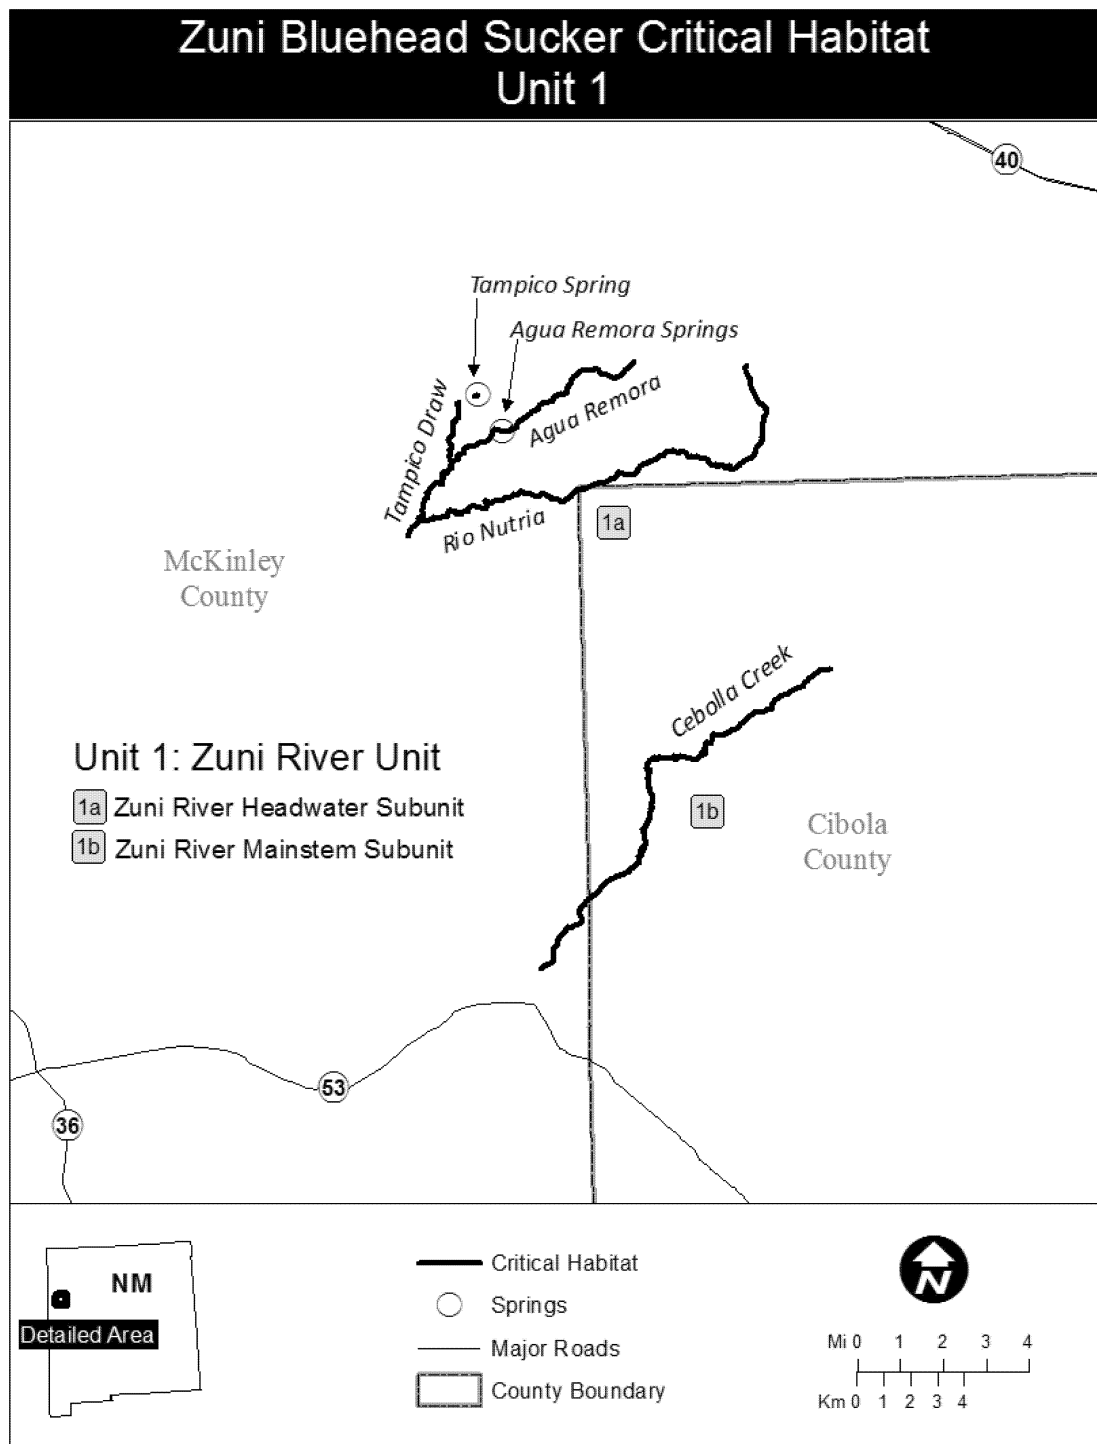 Zuni Bluehead Sucker Critical Habitat
Unit 1
40
Tampico Spring
Agua Remora Springs
Tampico Draw
Agua Remora
Rio Nutria
1a
McKinley
County
Cebolla Creek
Unit 1: Zuni River Unit
1a Zuni River Headwater Subunit
1b Zuni River Mainstem Subunit
1b
Cibola
County
53
36
NM
Detailed Area
Critical Habitat
Springs
Major Roads
County Boundary
N
Mi 0 1 2 3 4
Km 0 1 2 3 4